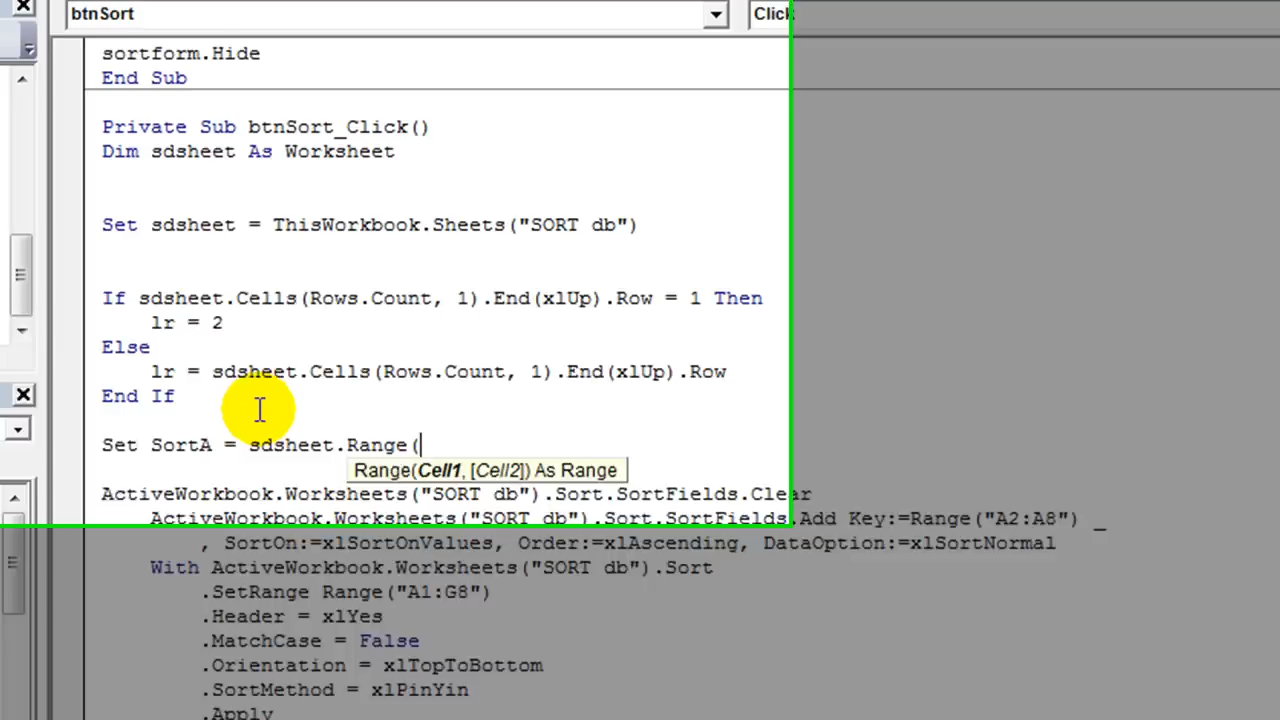 btnSort
Click
sortform.Hide
End Sub
Private Sub btnSort_Click()
Dim sdsheet As Worksheet
Set sdsheet = ThisWorkbook.Sheets("SORT db")
If sdsheet.Cells(Rows.Count, 1).End(xlUp).Row = 1 Then
lr = 2
Else
lr = sdsheet.Cells(Rows.Count, 1).End(xlUp).Row
End If
Set SortA = sdsheet.Range(
Range(Cell1, [Cell2]) As Range
ActiveWorkbook.Worksheets("SORT db").Sort.SortFields.Clear
ActiveWorkbook.Worksheets("SORT db").Sort.SortFields.Add Key:=Range("A2:A8") _
, SortOn:=xlSortOnValues, Order:=xlAscending, DataOption:=xlSortNormal
With ActiveWorkbook.Worksheets("SORT db").Sort
.SetRange Range("A1:G8")
.Header = xlYes
.MatchCase = False
.Orientation = xlTopToBottom
.SortMethod = xlPinYin
.Apply